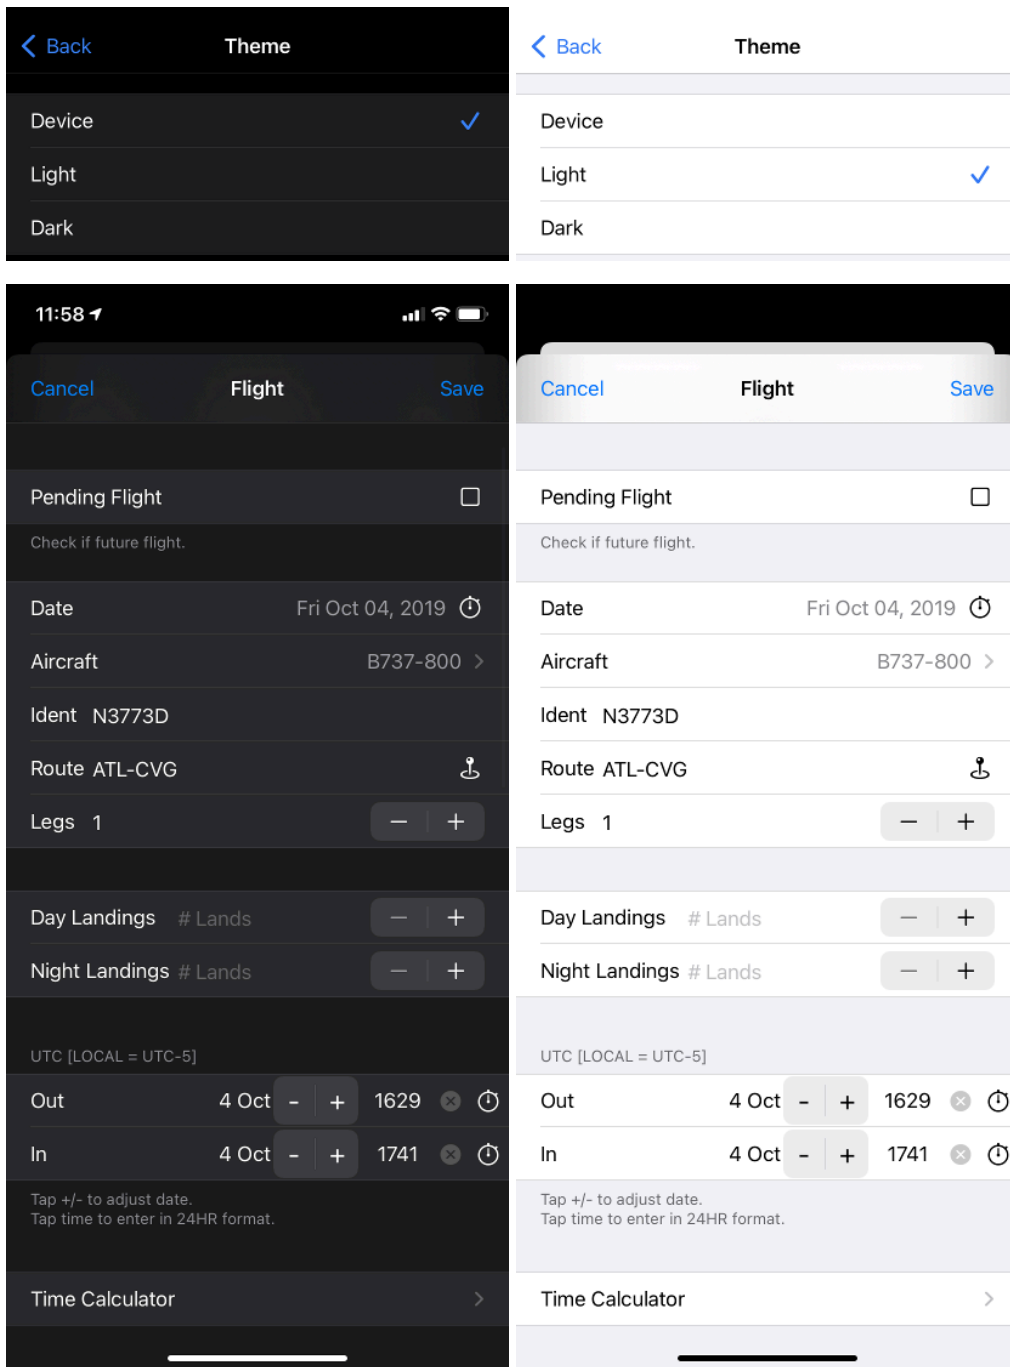 Back Theme
Device
Light
Dark
Back Theme
Device
Light
Dark
11:58
Cancel Flight Save
Pending Flight
Check if future flight.
Date Fri Oct 04, 2019
Aircraft B737-800
Ident N3773D
Route ATL-CVG
Legs 1 − +
Day Landings # Lands − +
Night Landings # Lands − +
UTC [LOCAL = UTC-5]
Out 4 Oct - + 1629
In 4 Oct - + 1741
Tap +/- to adjust date.
Tap time to enter in 24HR format.
Time Calculator
Cancel Flight Save
Pending Flight
Check if future flight.
Date Fri Oct 04, 2019
Aircraft B737-800
Ident N3773D
Route ATL-CVG
Legs 1 − +
Day Landings # Lands − +
Night Landings # Lands − +
UTC [LOCAL = UTC-5]
Out 4 Oct - + 1629
In 4 Oct - + 1741
Tap +/- to adjust date.
Tap time to enter in 24HR format.
Time Calculator